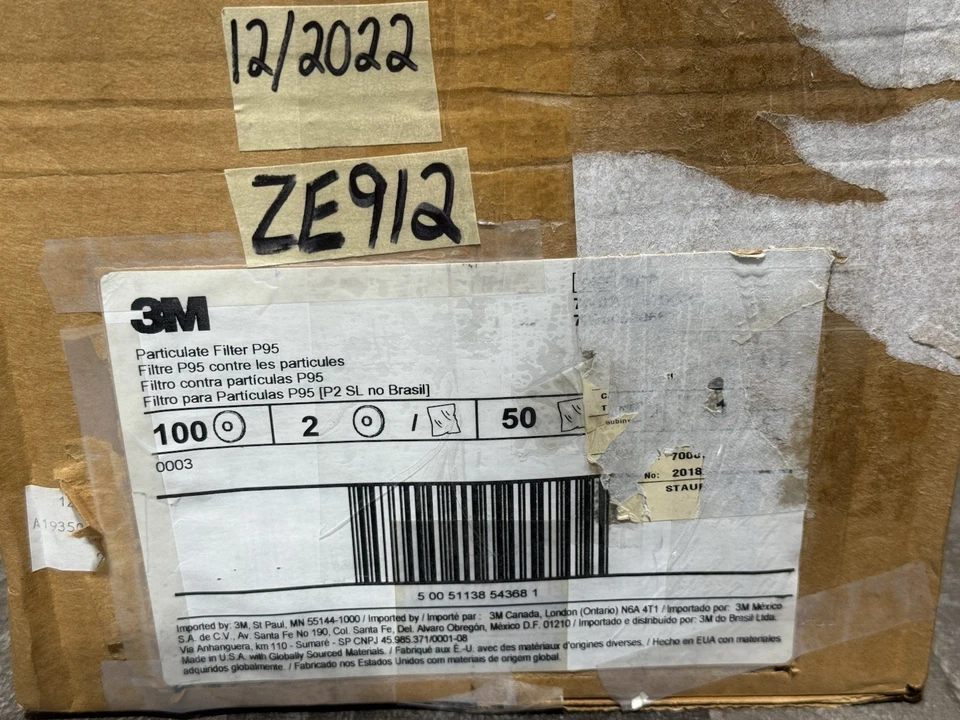 12/2022
ZE912
3M
Particulate Filter P95
Filtre P95 contre les particules
Filtro contra partículas P95
Filtro para Partículas P95 [P2 SL no Brasil]
100 2 / 50
0003
No: 2018
A1935
5 00 51138 54368 1
Imported by: 3M, St Paul, MN 55144-1000 / Imported by / Importé par : 3M Canada, London (Ontario) N6A 4T1 / Importado por: 3M México
S.A. de C.V., Av. Santa Fe No 190, Col. Santa Fe, Del. Alvaro Obregón, México D.F. 01210 / Importado e distribuído por: 3M do Brasil Ltda.
Via Anhanguera, km 110 - Sumaré - SP CNPJ 45.985.371/0001-08
Made in U.S.A. with Globally Sourced Materials. / Fabriqué aux É.-U. avec des matériaux d'origines diverses. / Hecho en EUA con materiales
adquiridos globalmente. / Fabricado nos Estados Unidos com materiais de origem global.